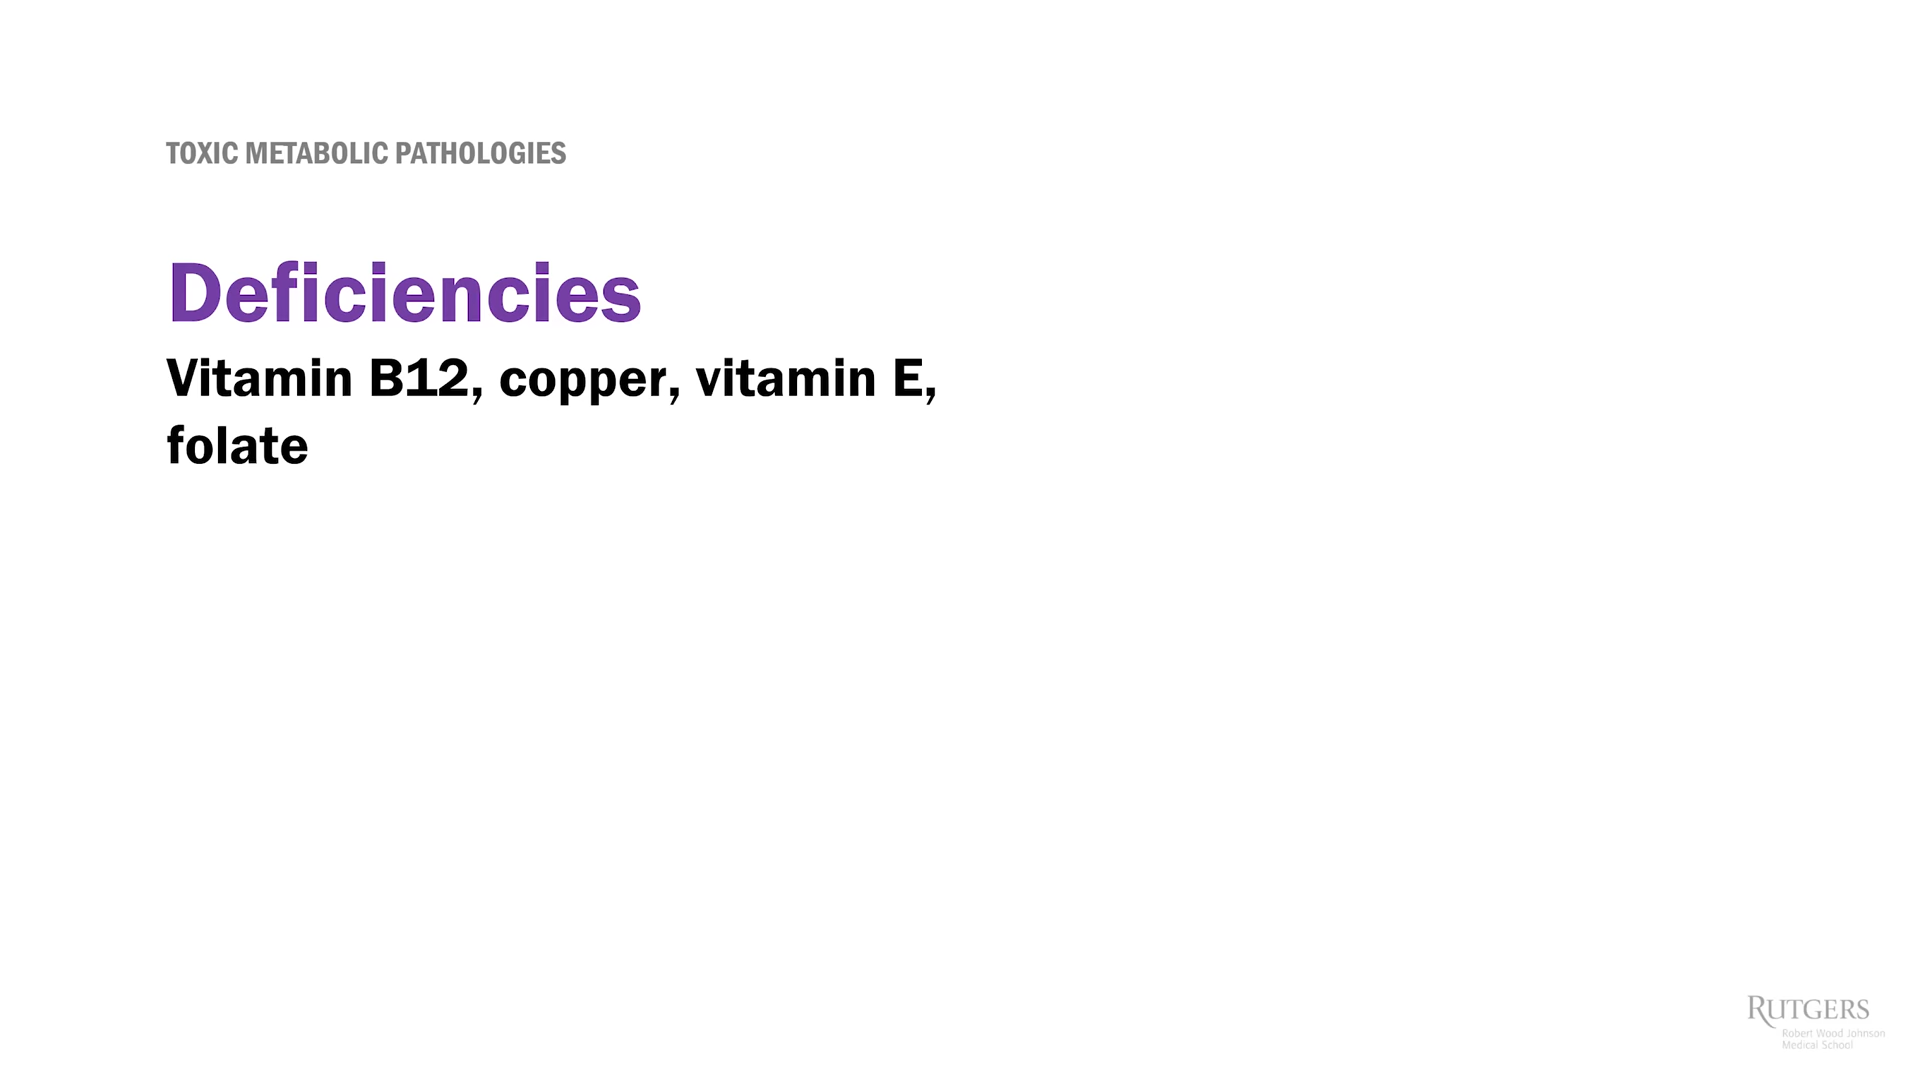 TOXIC METABOLIC PATHOLOGIES
Deficiencies
Vitamin B12, copper, vitamin E,
folate
RUTGERS
Robert Wood Johnson
Medical School